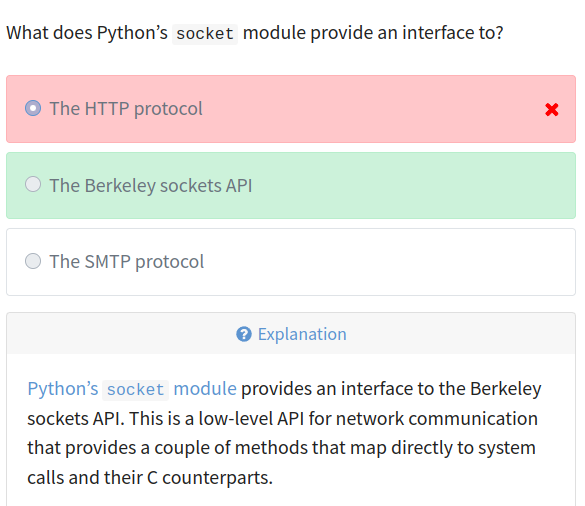 What does Python’s socket module provide an interface to?
The HTTP protocol
The Berkeley sockets API
The SMTP protocol
Explanation
Python’s socket module provides an interface to the Berkeley
sockets API. This is a low-level API for network communication
that provides a couple of methods that map directly to system
calls and their C counterparts.